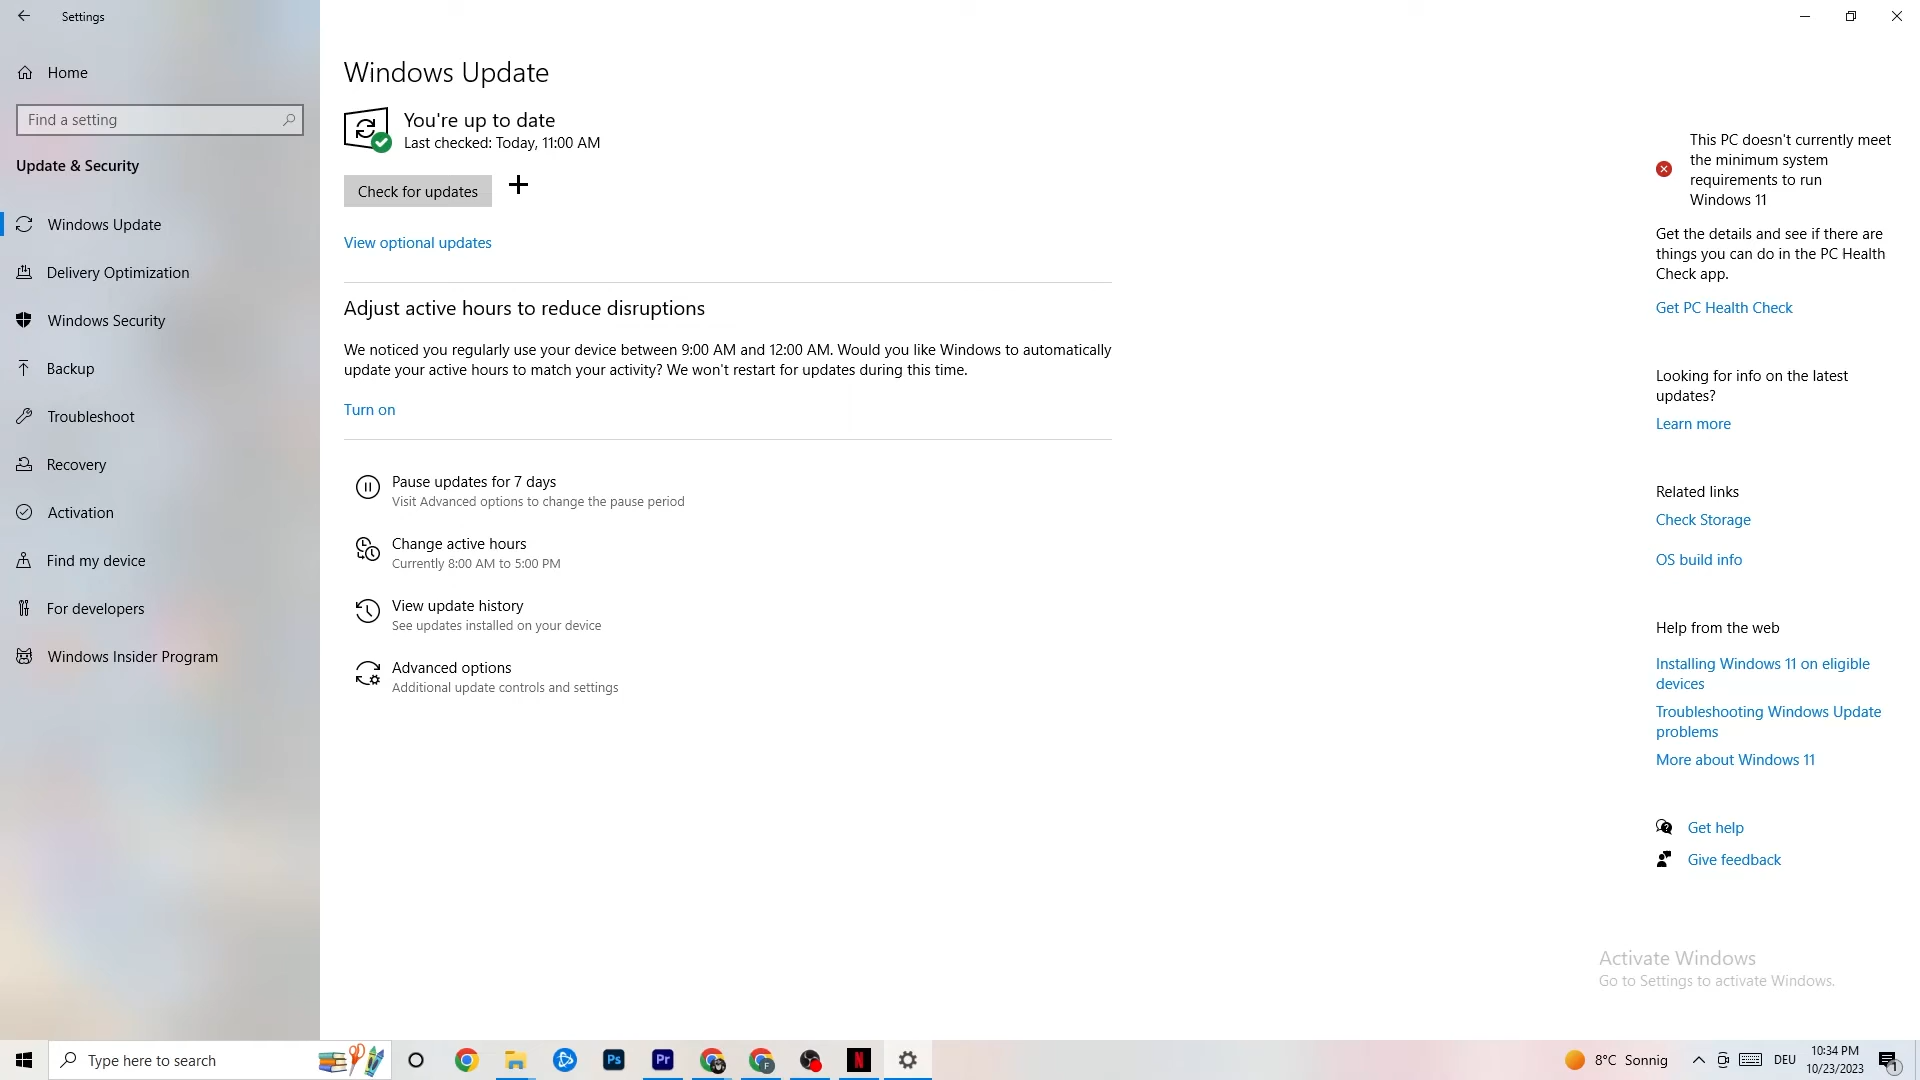 Settings
Home
Find a setting
Update & Security
Windows Update
Delivery Optimization
Windows Security
Backup
Troubleshoot
Recovery
Activation
Find my device
For developers
Windows Insider Program
Windows Update
You're up to date
Last checked: Today, 11:00 AM
Check for updates
View optional updates
Adjust active hours to reduce disruptions
We noticed you regularly use your device between 9:00 AM and 12:00 AM. Would you like Windows to automatically
update your active hours to match your activity? We won't restart for updates during this time.
Turn on
Pause updates for 7 days
Visit Advanced options to change the pause period
Change active hours
Currently 8:00 AM to 5:00 PM
View update history
See updates installed on your device
Advanced options
Additional update controls and settings
This PC doesn't currently meet
the minimum system
requirements to run
Windows 11
Get the details and see if there are
things you can do in the PC Health
Check app.
Get PC Health Check
Looking for info on the latest
updates?
Learn more
Related links
Check Storage
OS build info
Help from the web
Installing Windows 11 on eligible
devices
Troubleshooting Windows Update
problems
More about Windows 11
Get help
Give feedback
Activate Windows
Go to Settings to activate Windows.
Type here to search
Ps
Pr
F
N
8°C Sonnig
DEU
10:34 PM
10/23/2023
1